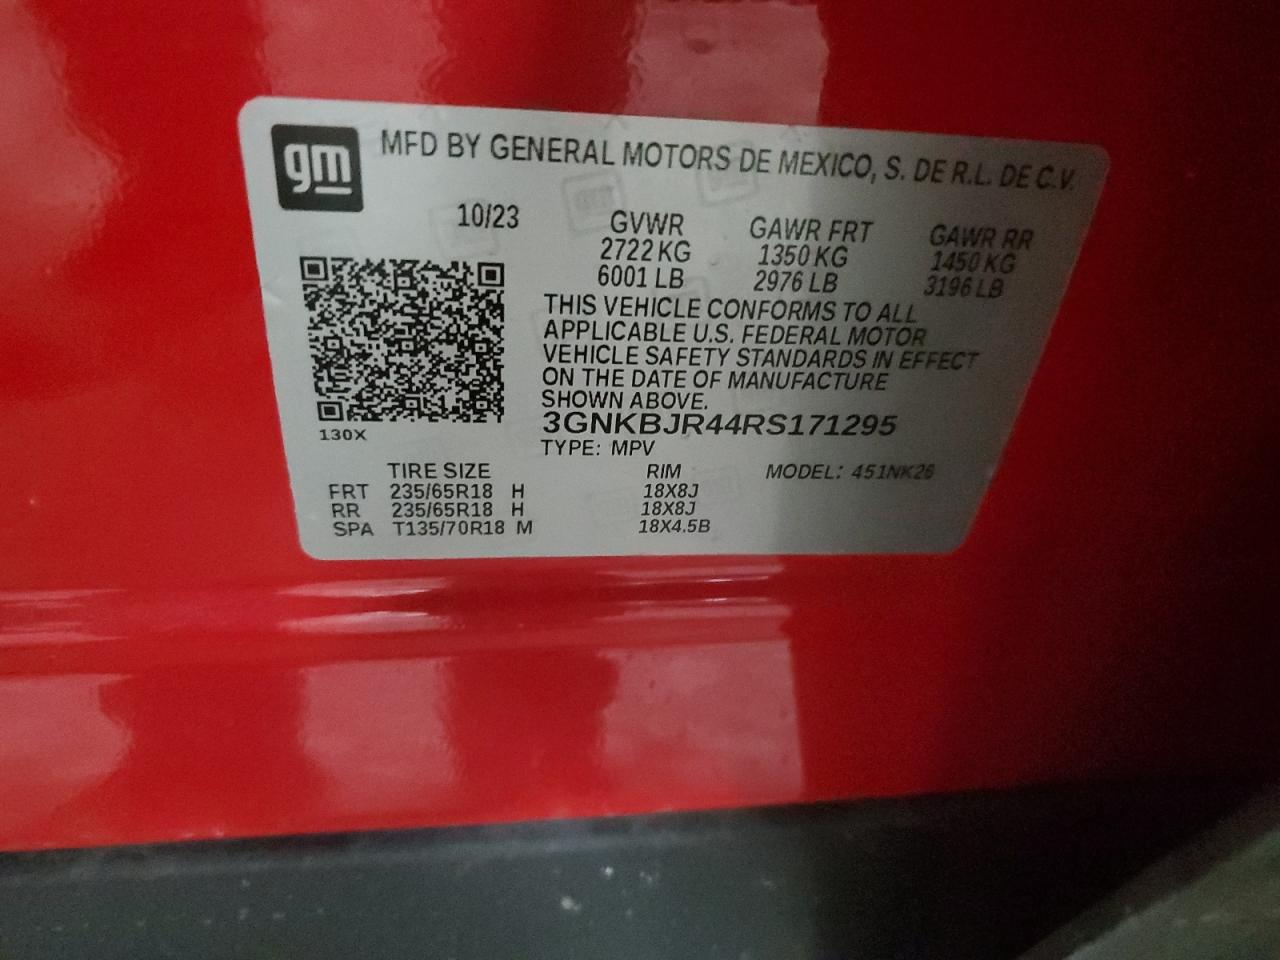 gm
MFD BY GENERAL MOTORS DE MEXICO, S. DE R.L. DE C.V.
10/23
GVWR GAWR FRT GAWR RR
2722 KG 1350 KG 1450 KG
6001 LB 2976 LB 3196 LB
THIS VEHICLE CONFORMS TO ALL
APPLICABLE U.S. FEDERAL MOTOR
VEHICLE SAFETY STANDARDS IN EFFECT
ON THE DATE OF MANUFACTURE
SHOWN ABOVE.
3GNKBJR44RS171295
130X
TYPE: MPV
TIRE SIZE RIM MODEL: 451NK26
FRT 235/65R18 H 18X8J
RR 235/65R18 H 18X8J
SPA T135/70R18 M 18X4.5B